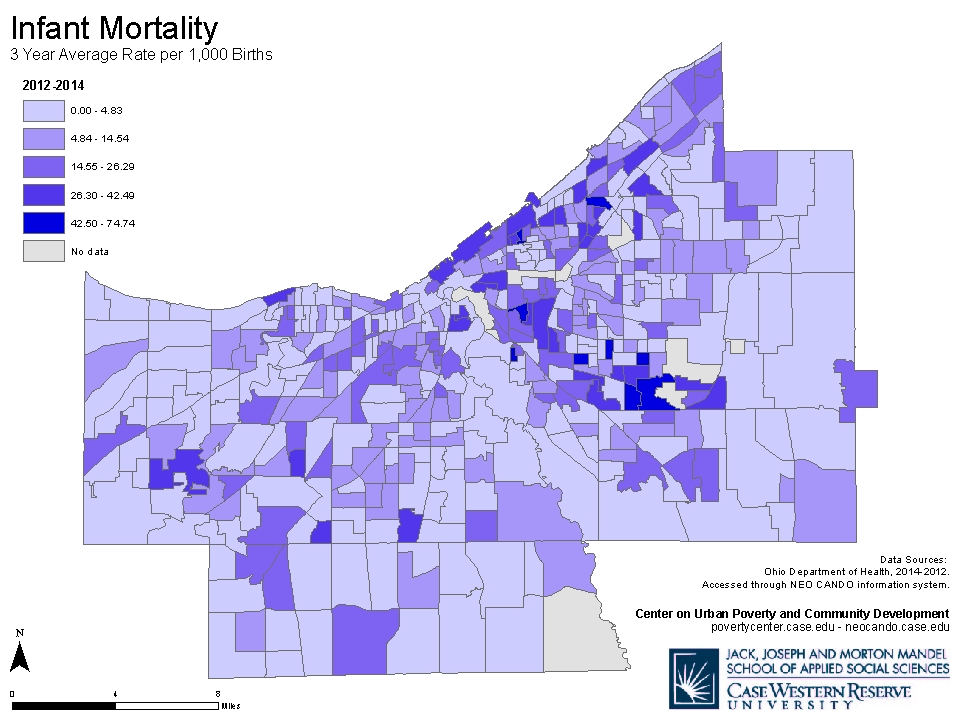 Infant Mortality
3 Year Average Rate per 1,000 Births
2012-2014
0.00 - 4.83
4.84 - 14.54
14.55 - 26.29
26.30 - 42.49
42.50 - 74.74
No data
Data Sources:
Ohio Department of Health, 2014-2012.
Accessed through NEO CANDO information system.
Center on Urban Poverty and Community Development
povertycenter.case.edu - neocando.case.edu
N
0 4 8
Miles
JACK, JOSEPH AND MORTON MANDEL
SCHOOL OF APPLIED SOCIAL SCIENCES
CASE WESTERN RESERVE
UNIVERSITY